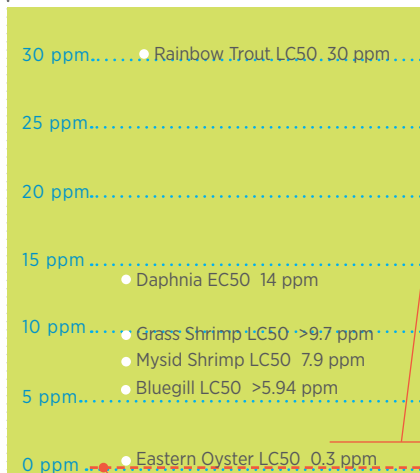 30 ppm
Rainbow Trout LC50 30 ppm
25 ppm
20 ppm
15 ppm
Daphnia EC50 14 ppm
10 ppm
Grass Shrimp LC50 >9.7 ppm
Mysid Shrimp LC50 7.9 ppm
Bluegill LC50 >5.94 ppm
5 ppm
Eastern Oyster LC50 0.3 ppm
0 ppm